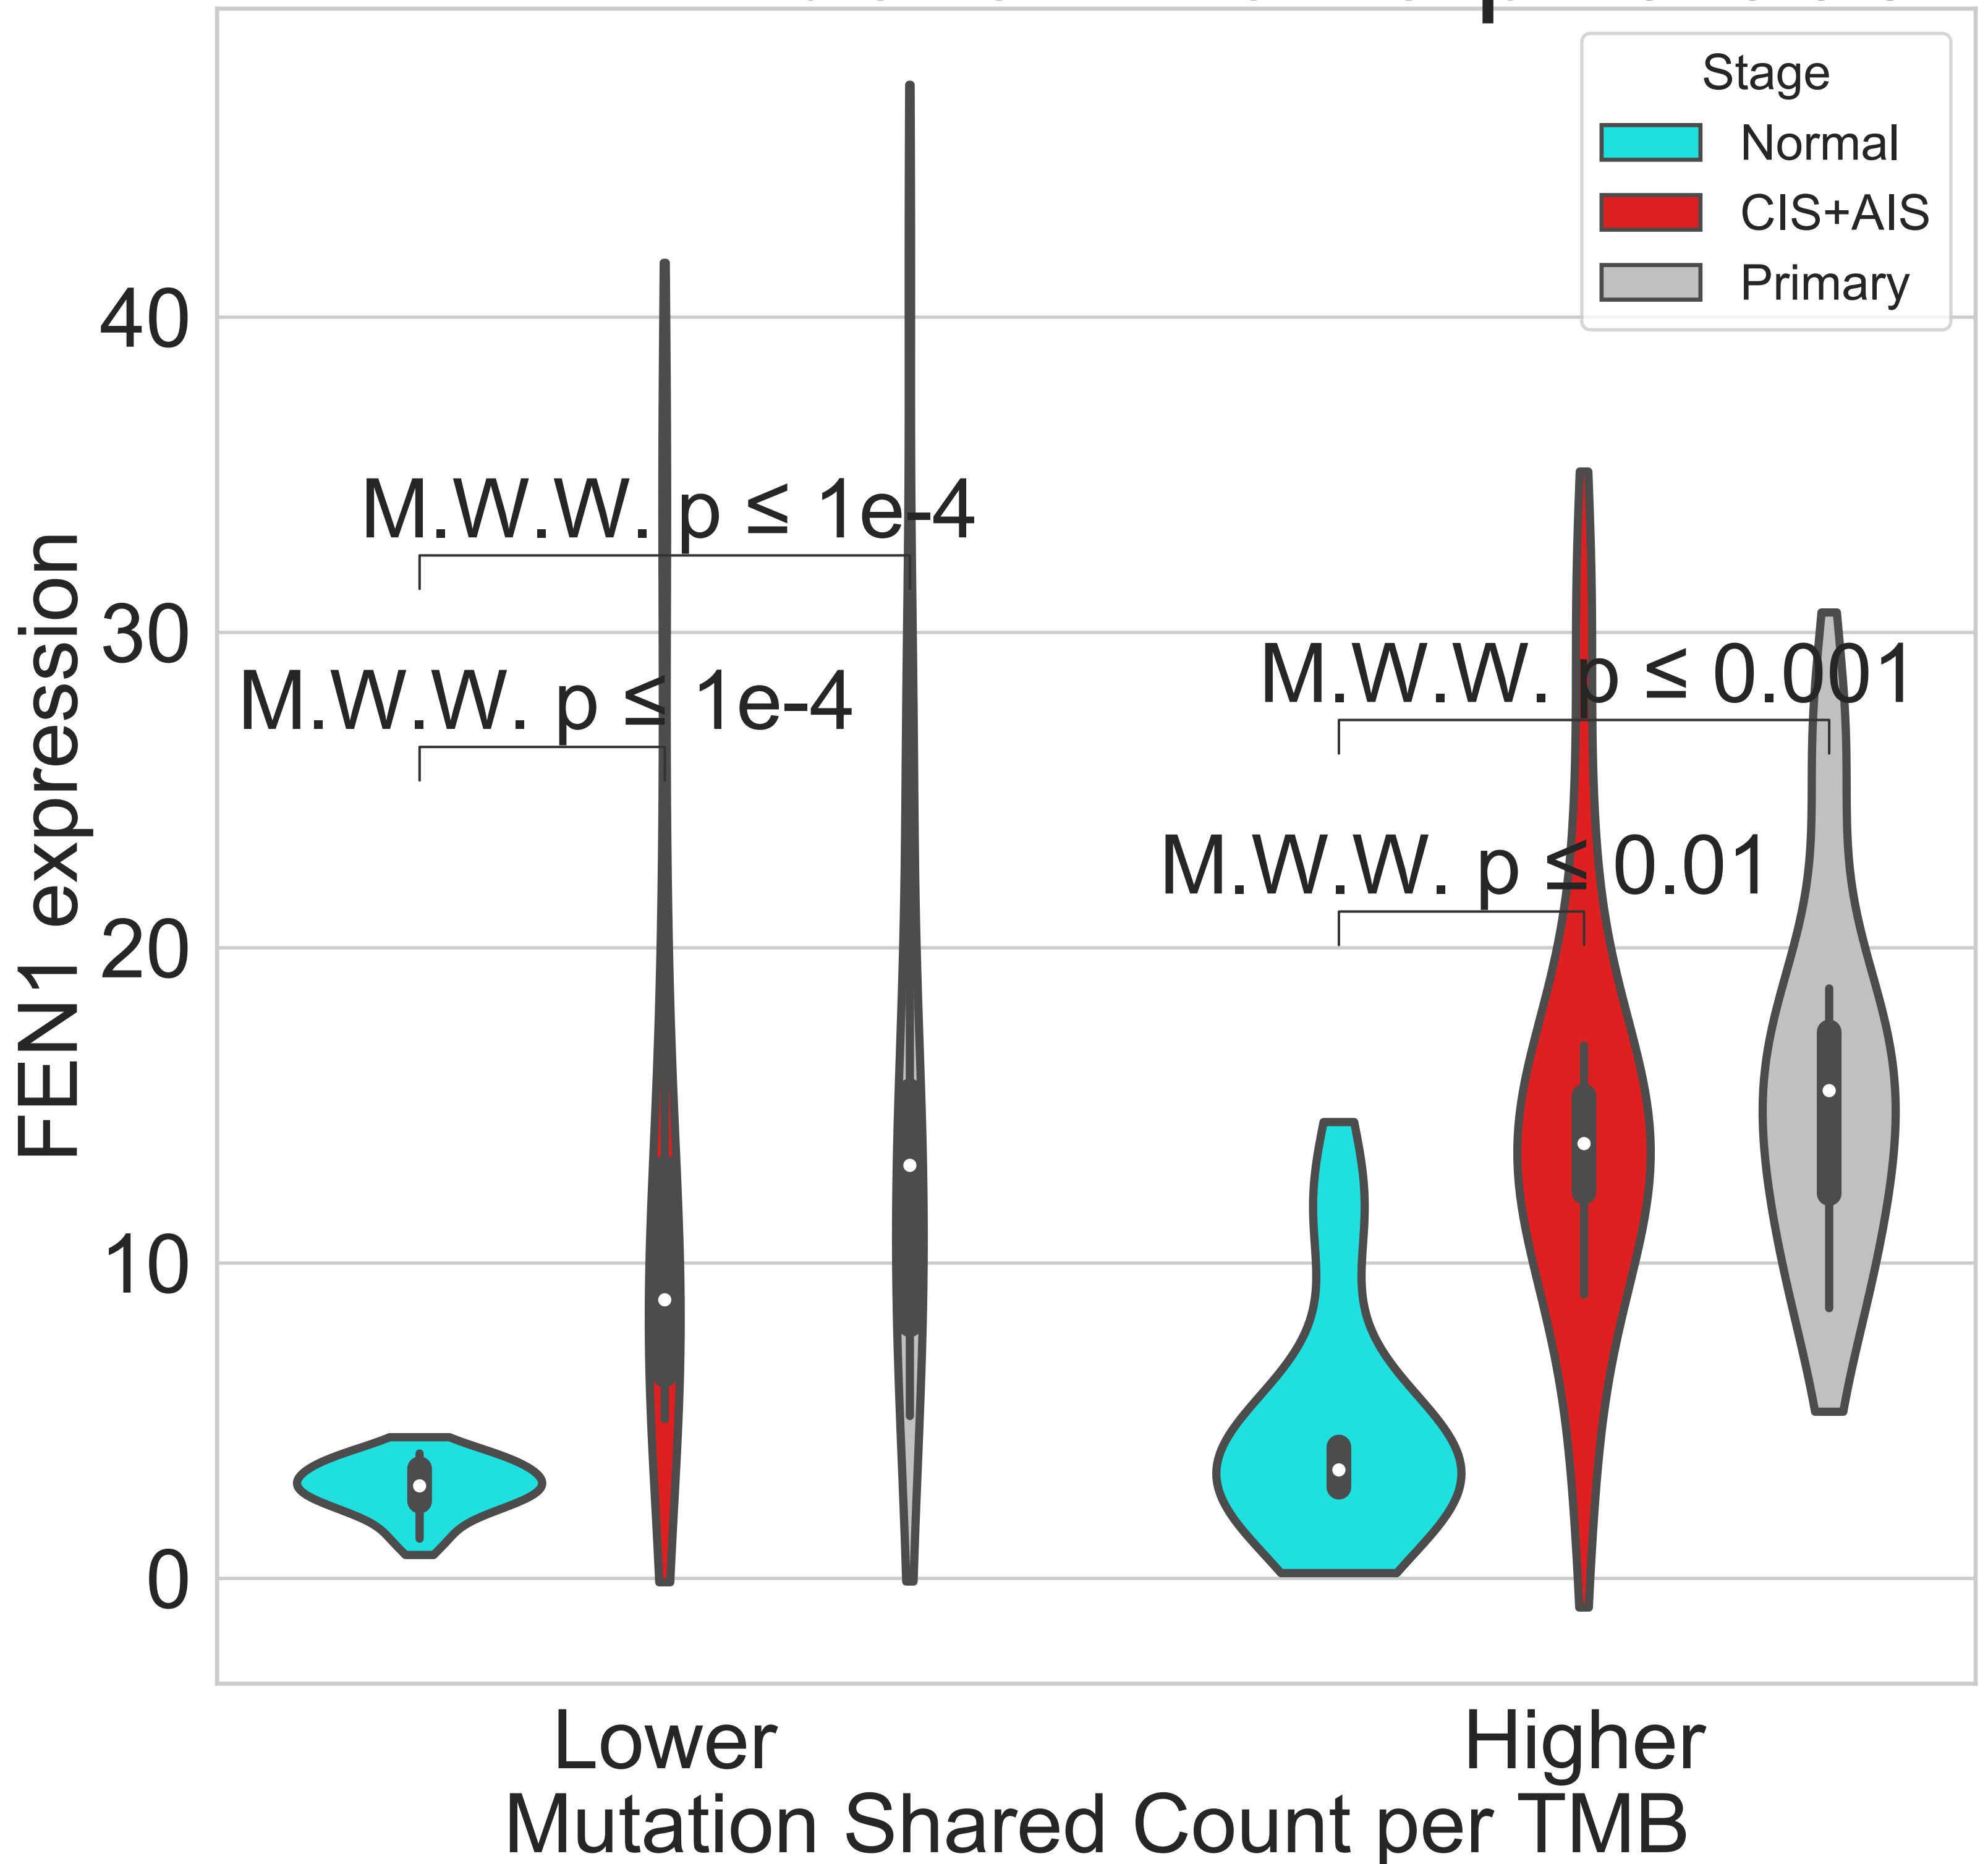 Stage
Normal
CIS+AIS
Primary
FEN1 expression
40
30
20
10
0
M.W.W. p ≤ 1e-4
M.W.W. p ≤ 1e-4
M.W.W. p ≤ 0.001
M.W.W. p ≤ 0.01
Lower
Higher
Mutation Shared Count per TMB